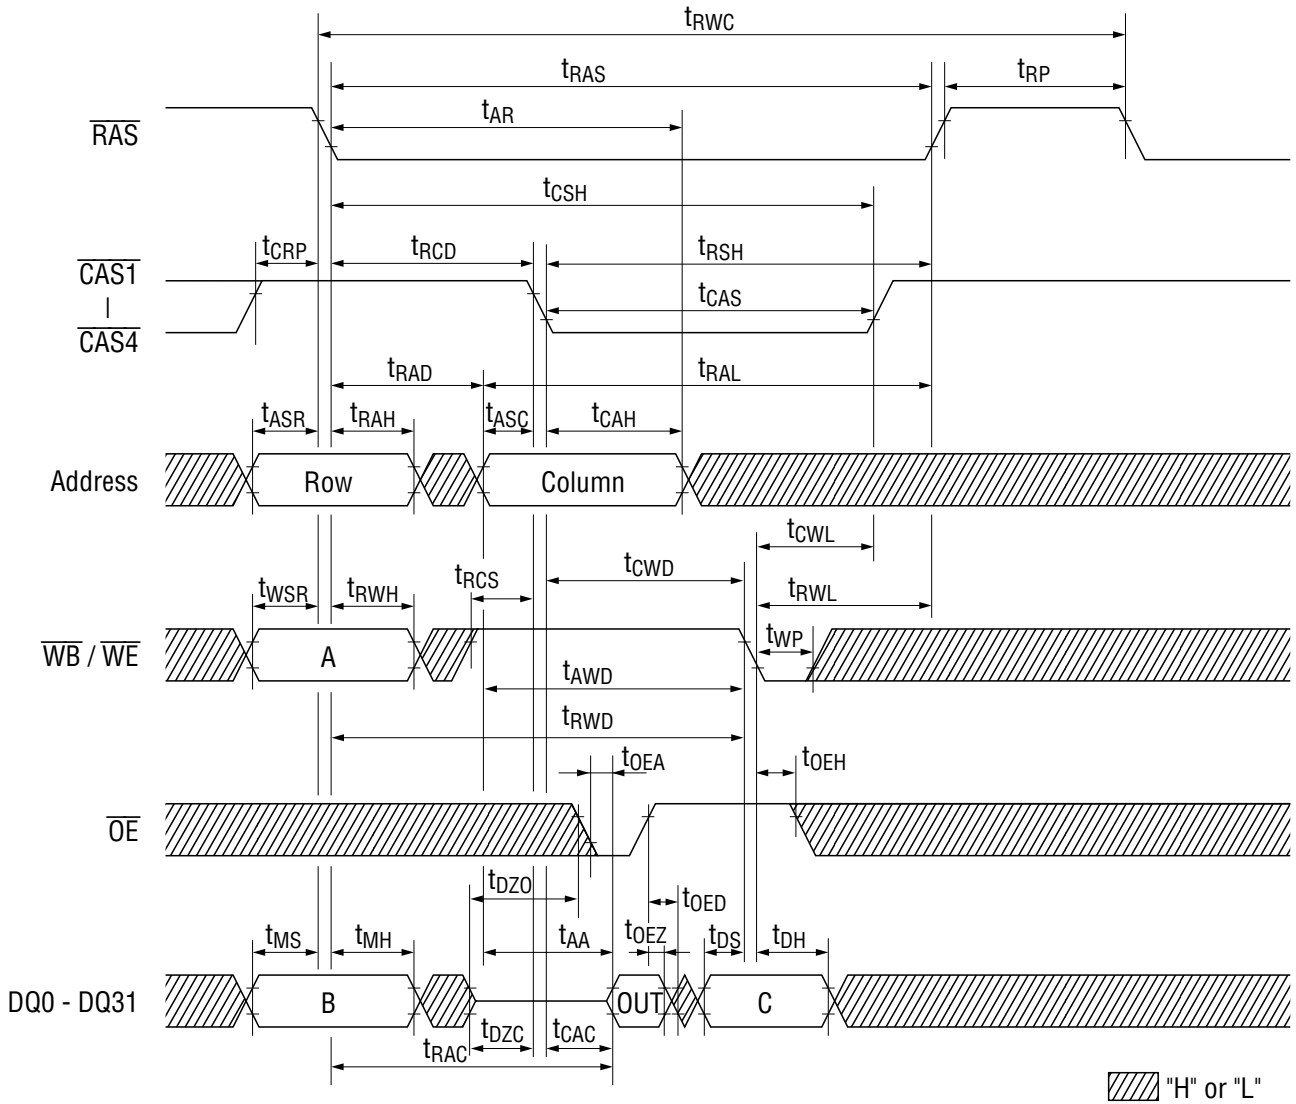 tRWC
tRAS
tRP
tAR
RAS
tCSH
tCRP
tRCD
tRSH
CAS1
tCAS
CAS4
tRAD
tRAL
tASR
tRAH
tASC
tCAH
Address
Row
Column
tCWL
tCWD
tRCS
tWSR
tRWH
tRWL
tWP
WB / WE
A
tAWD
tRWD
tOEA
tOEH
OE
tDZO
tOED
tMS
tMH
tAA
tOEZ
tDS
tDH
DQ0 - DQ31
B
OUT
C
tDZC
tCAC
tRAC
"H" or "L"